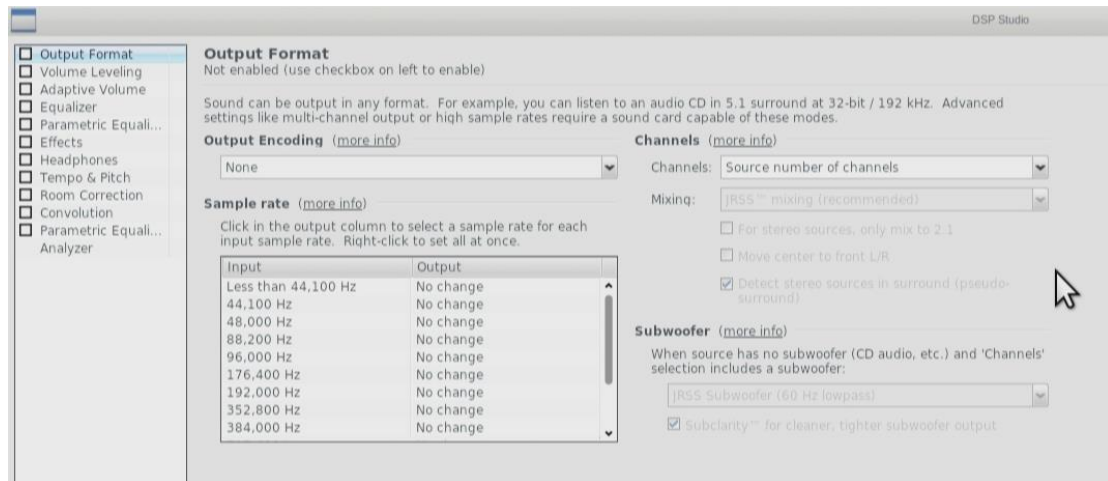 DSP Studio
Output Format
Volume Leveling
Adaptive Volume
Equalizer
Parametric Equali...
Effects
Headphones
Tempo & Pitch
Room Correction
Convolution
Parametric Equali...
Analyzer
Output Format
Not enabled (use checkbox on left to enable)
Sound can be output in any format. For example, you can listen to an audio CD in 5.1 surround at 32-bit / 192 kHz. Advanced
settings like multi-channel output or high sample rates require a sound card capable of these modes.
Output Encoding (more info)
None
Sample rate (more info)
Click in the output column to select a sample rate for each
input sample rate. Right-click to set all at once.
Input Output
Less than 44,100 Hz No change
44,100 Hz No change
48,000 Hz No change
88,200 Hz No change
96,000 Hz No change
176,400 Hz No change
192,000 Hz No change
352,800 Hz No change
384,000 Hz No change
Channels (more info)
Channels: Source number of channels
Mixing: JRSS™ mixing (recommended)
For stereo sources, only mix to 2.1
Move center to front L/R
Detect stereo sources in surround (pseudo-
surround)
Subwoofer (more info)
When source has no subwoofer (CD audio, etc.) and 'Channels'
selection includes a subwoofer:
JRSS Subwoofer (60 Hz lowpass)
Subclarity™ for cleaner, tighter subwoofer output